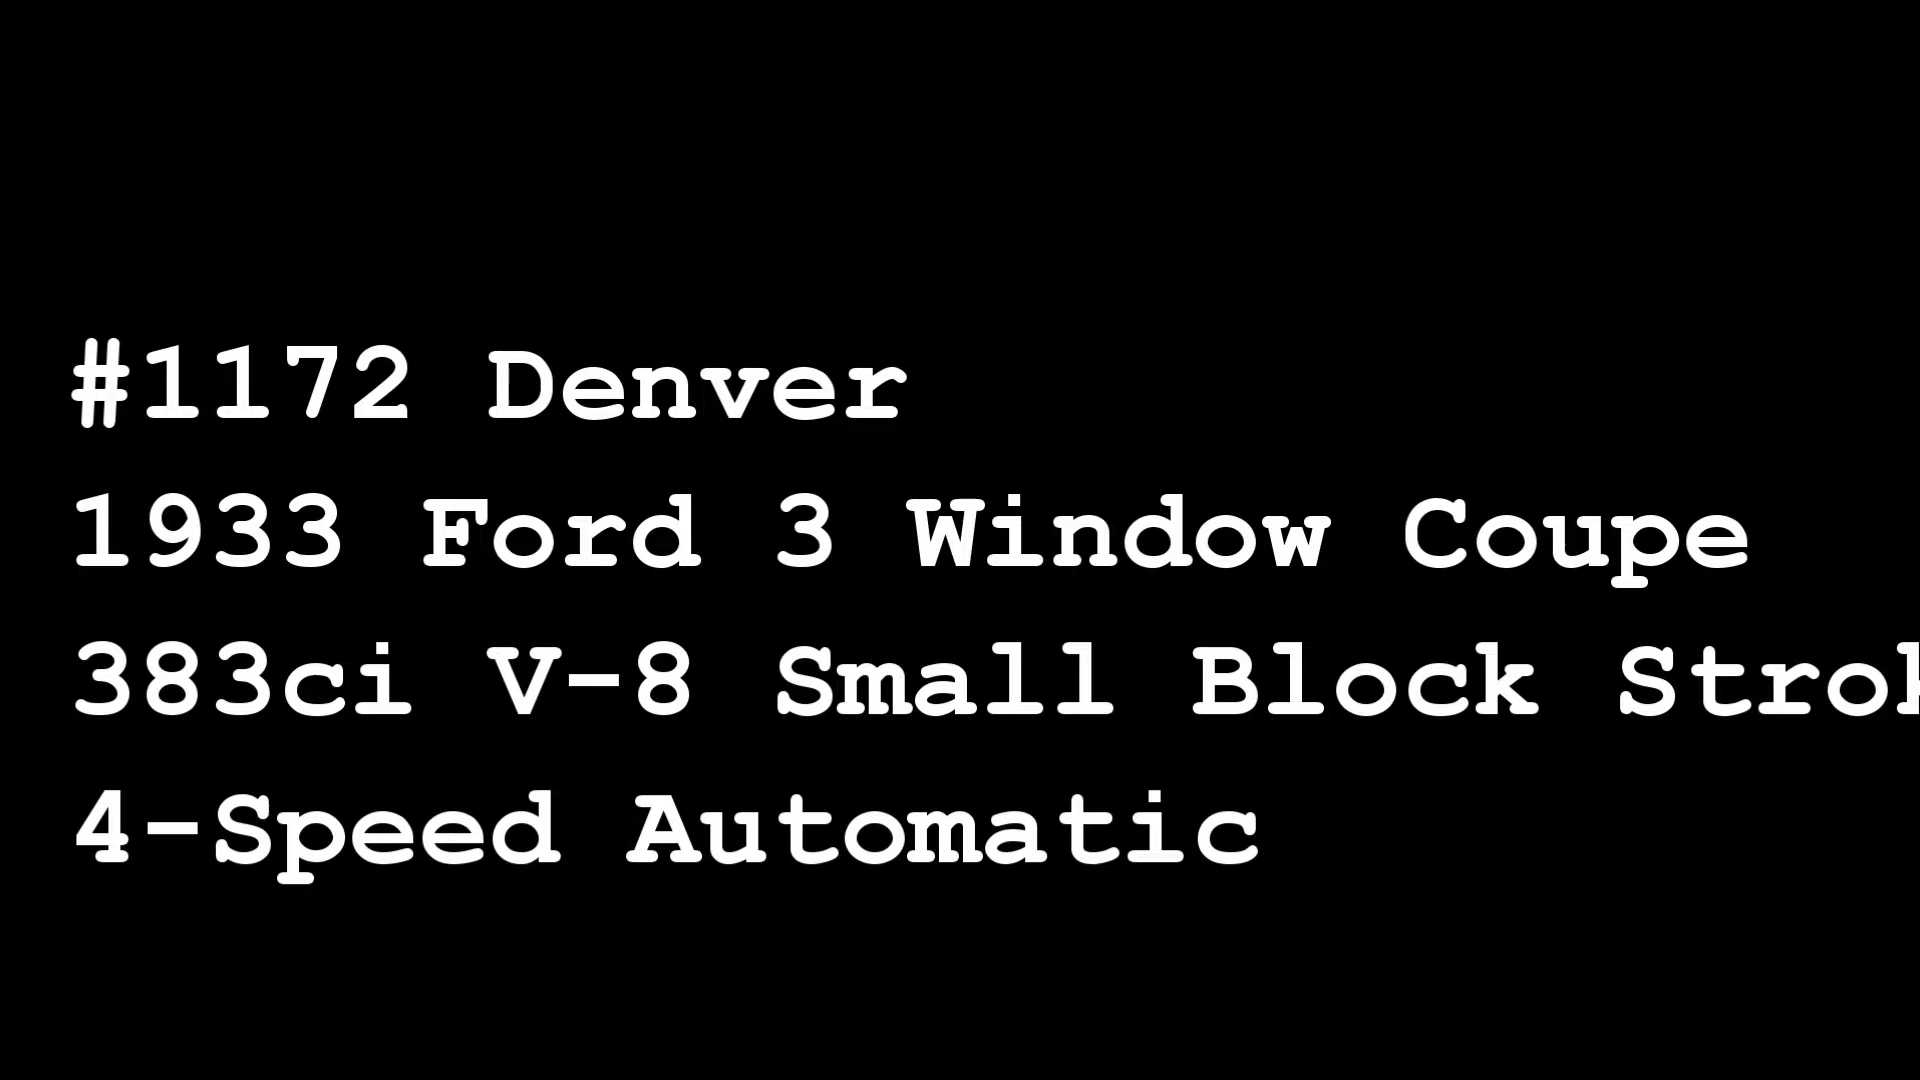 #1172 Denver
1933 Ford 3 Window Coupe
383ci V-8 Small Block
4-Speed Automatic